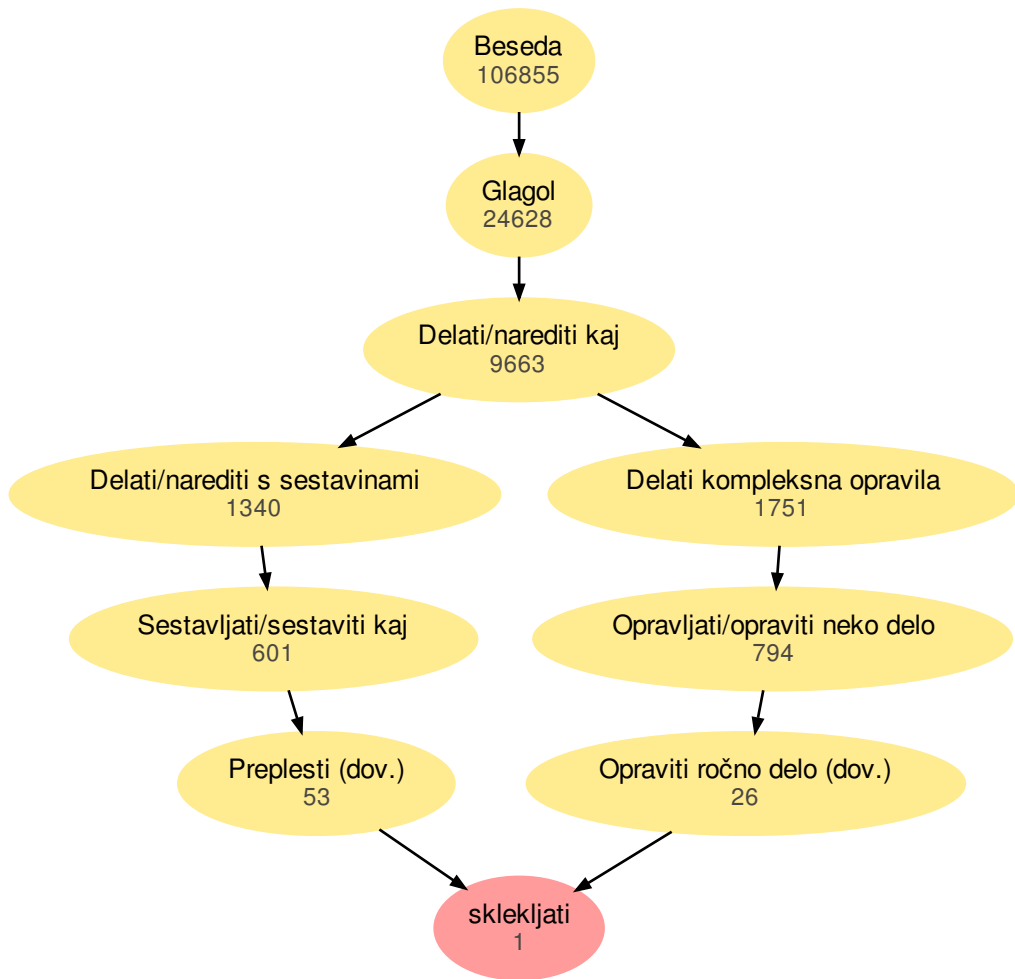 Beseda
106855
Glagol
24628
Delati/narediti kaj
9663
Delati/narediti s sestavinami
1340
Delati kompleksna opravila
1751
Sestavljati/sestaviti kaj
601
Opravljati/opraviti neko delo
794
Preplesti (dov.)
53
Opraviti ročno delo (dov.)
26
sklekljati
1